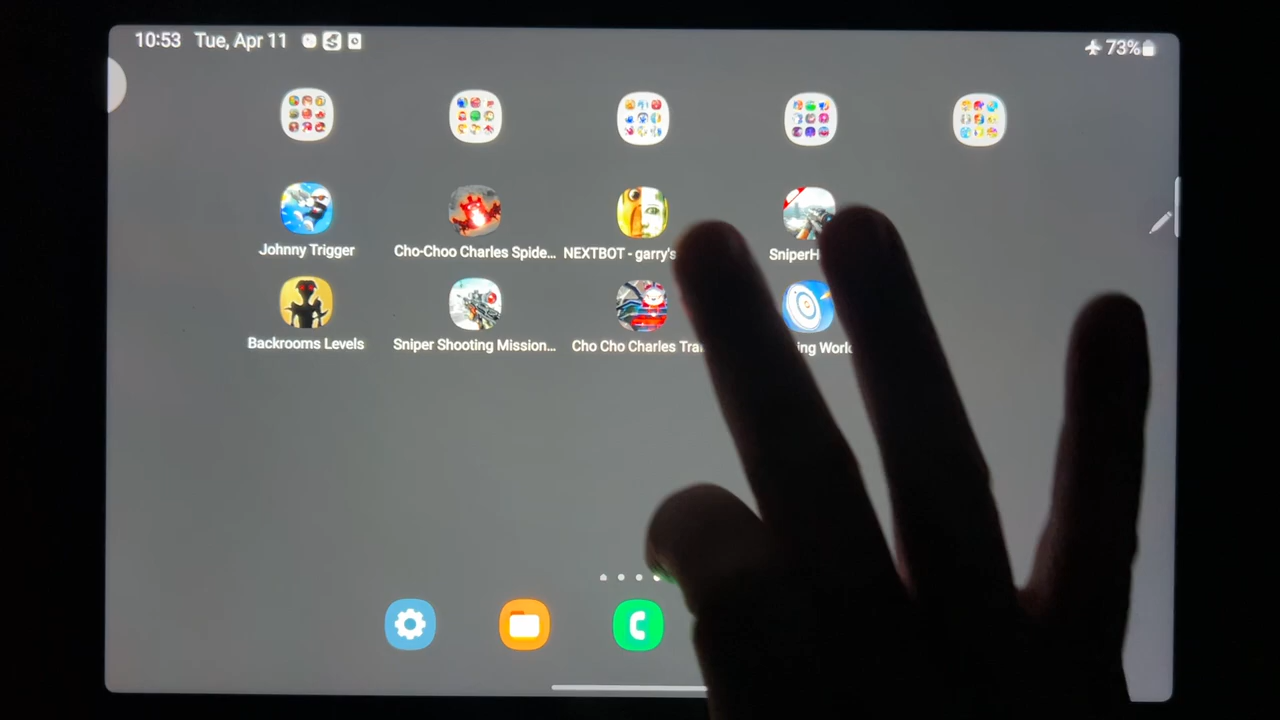 10:53 Tue, Apr 11
73%
Johnny Trigger
Cho-Choo Charles Spide...
NEXTBOT - garry's
SniperH
Backrooms Levels
Sniper Shooting Mission...
Cho Cho Charles Tra
ing Worl